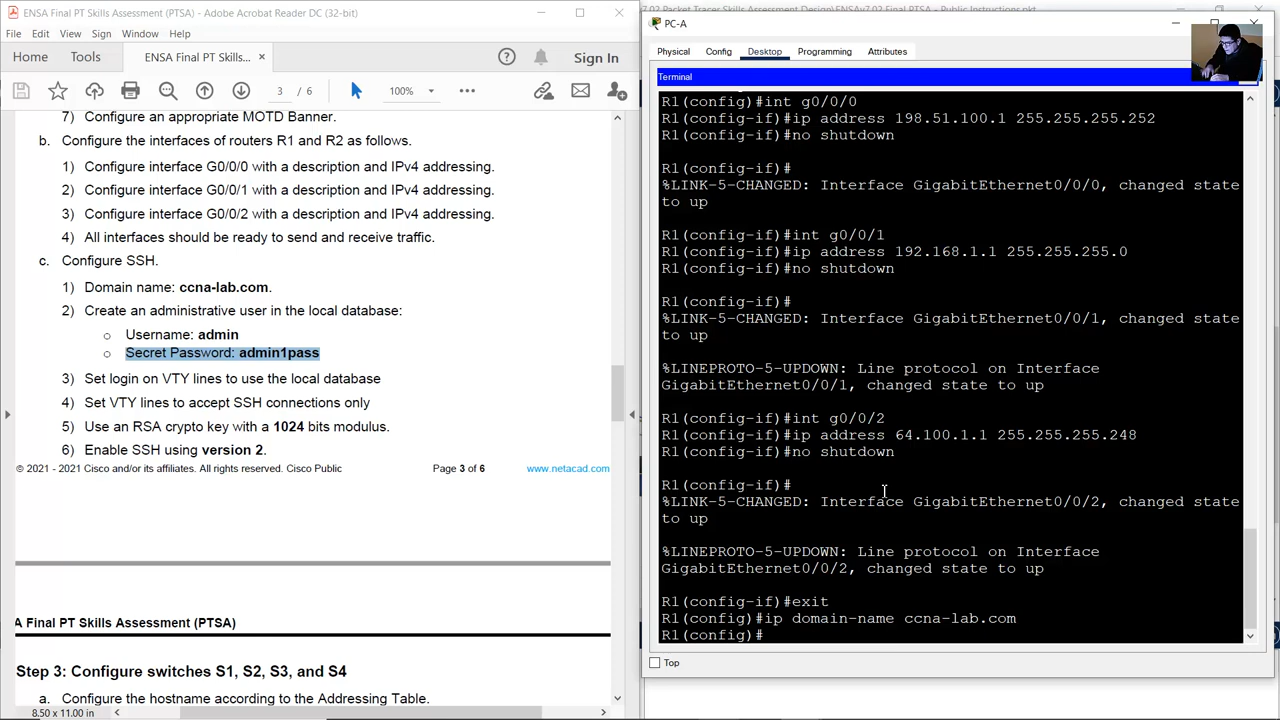 ENSA Final PT Skills Assessment (PTSA) - Adobe Acrobat Reader DC (32-bit)
File Edit View Sign Window Help
Home Tools ENSA Final PT Skills... × Sign In
3 / 6 100%
7) Configure an appropriate MOTD Banner.
b. Configure the interfaces of routers R1 and R2 as follows.
1) Configure interface G0/0/0 with a description and IPv4 addressing.
2) Configure interface G0/0/1 with a description and IPv4 addressing.
3) Configure interface G0/0/2 with a description and IPv4 addressing.
4) All interfaces should be ready to send and receive traffic.
c. Configure SSH.
1) Domain name: ccna-lab.com.
2) Create an administrative user in the local database:
o Username: admin
o Secret Password: admin1pass
3) Set login on VTY lines to use the local database
4) Set VTY lines to accept SSH connections only
5) Use an RSA crypto key with a 1024 bits modulus.
6) Enable SSH using version 2.
© 2021 - 2021 Cisco and/or its affiliates. All rights reserved. Cisco Public Page 3 of 6 www.netacad.com
A Final PT Skills Assessment (PTSA)
Step 3: Configure switches S1, S2, S3, and S4
a. Configure the hostname according to the Addressing Table.
8.50 x 11.00 in
PC-A
Physical Config Desktop Programming Attributes
Terminal
R1(config)#int g0/0/0
R1(config-if)#ip address 198.51.100.1 255.255.255.252
R1(config-if)#no shutdown
R1(config-if)#
%LINK-5-CHANGED: Interface GigabitEthernet0/0/0, changed state
to up
R1(config-if)#int g0/0/1
R1(config-if)#ip address 192.168.1.1 255.255.255.0
R1(config-if)#no shutdown
R1(config-if)#
%LINK-5-CHANGED: Interface GigabitEthernet0/0/1, changed state
to up
%LINEPROTO-5-UPDOWN: Line protocol on Interface
GigabitEthernet0/0/1, changed state to up
R1(config-if)#int g0/0/2
R1(config-if)#ip address 64.100.1.1 255.255.255.248
R1(config-if)#no shutdown
R1(config-if)#
%LINK-5-CHANGED: Interface GigabitEthernet0/0/2, changed state
to up
%LINEPROTO-5-UPDOWN: Line protocol on Interface
GigabitEthernet0/0/2, changed state to up
R1(config-if)#exit
R1(config)#ip domain-name ccna-lab.com
R1(config)#
Top